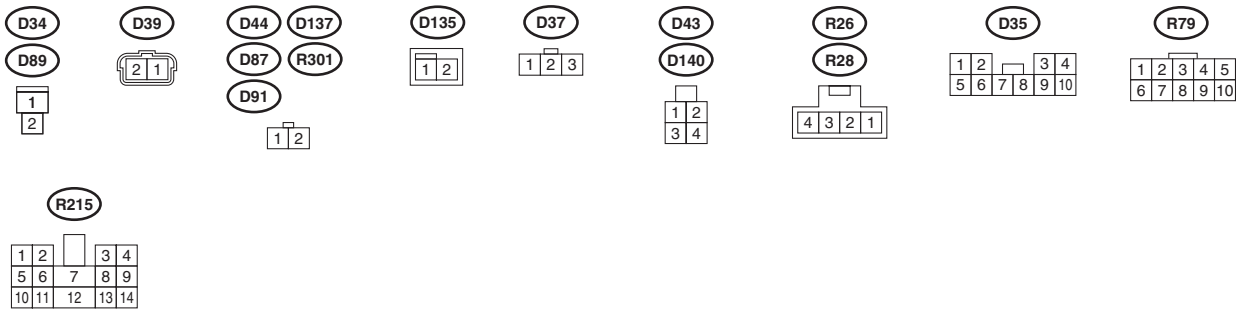 D34 D39 D44 D137 D135 D37 D43 R26 D35 R79
D89 D87 R301 D140 R28
D91
1
2
2 1
1 2
1 2
1 2 3
1 2
3 4
4 3 2 1
1 2 3 4
5 6 7 8 9 10
1 2 3 4 5
6 7 8 9 10
R215
1 2 3 4
5 6 7 8 9
10 11 12 13 14